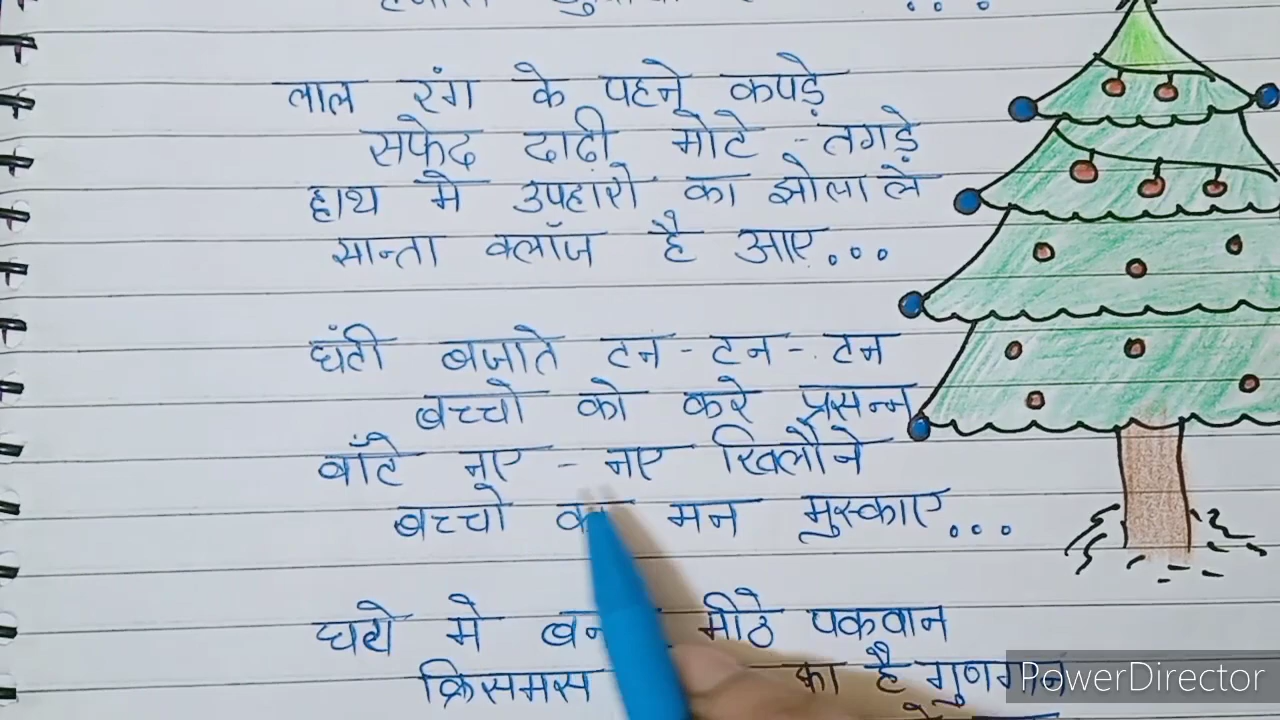 लाल रंग के पहने कपड़े
सफेद दाढी मोटे - तगड़े
हाथ मे उपहारो का झोला लें
सान्ता क्लॉज है आए...
घंटी बजाते टन - टन - टन
बच्चो को करे प्रसन्न
बाँटे नए - नए खिलौने
बच्चो का मन मुस्काए...
घरो मे मीठे पकवान
क्रिसमस का है गुणगान
PowerDirector